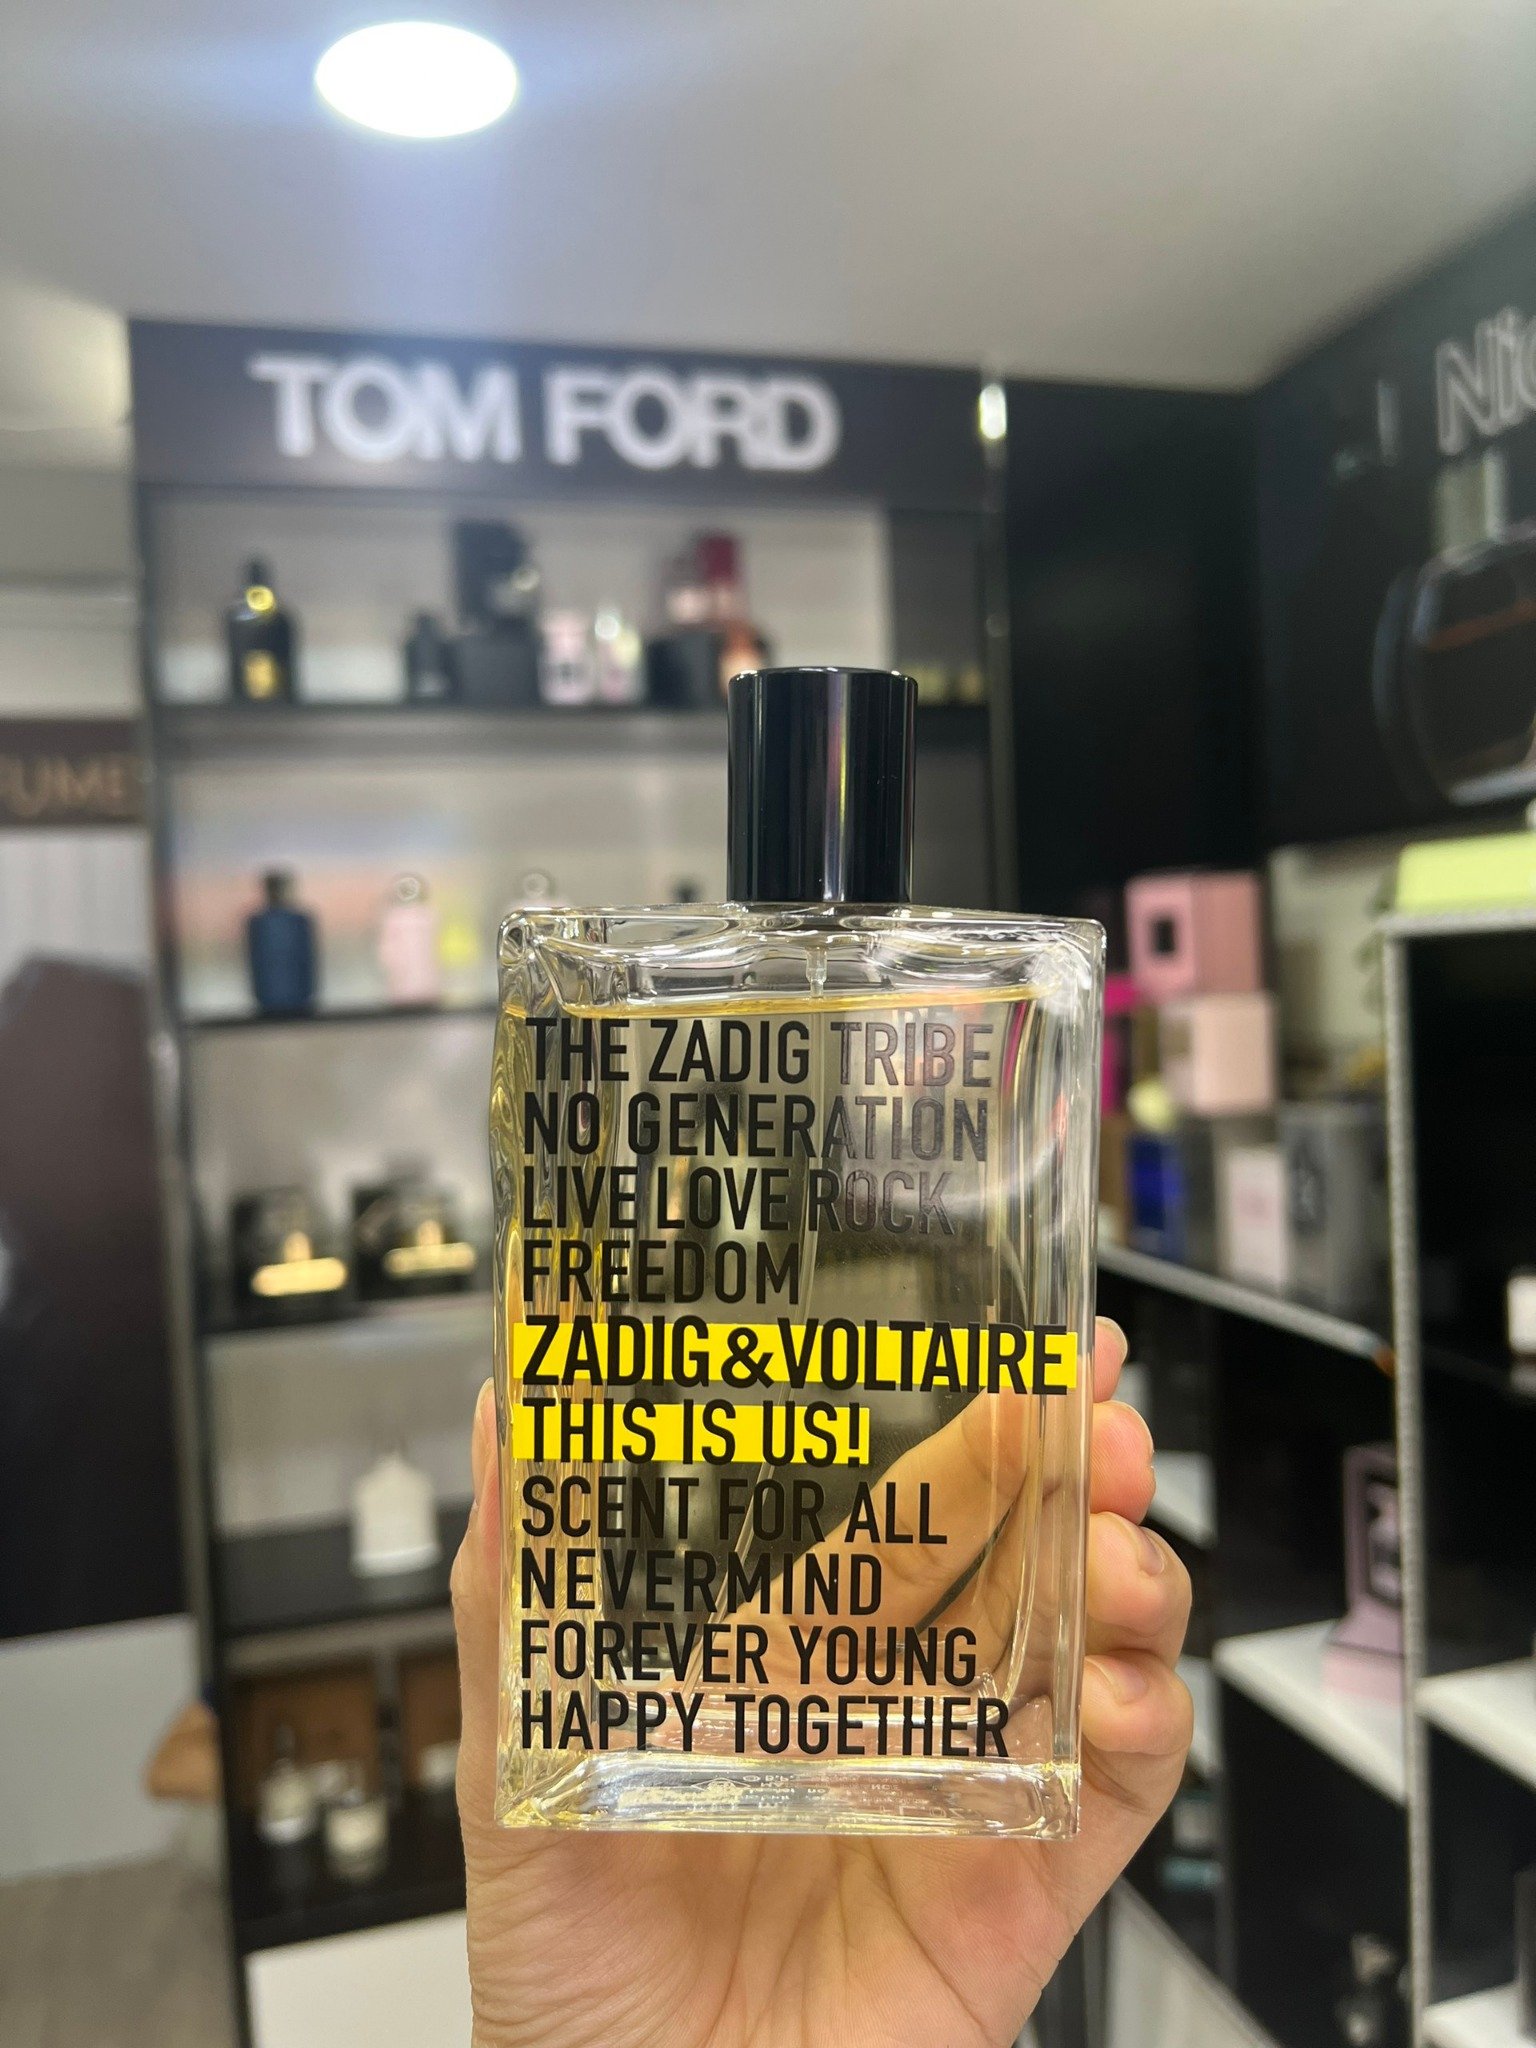 TOM FORD
THE ZADIG TRIBE
NO GENERATION
LIVE LOVE ROCK
FREEDOM
ZADIG&VOLTAIRE
THIS IS US!
SCENT FOR ALL
NEVERMIND
FOREVER YOUNG
HAPPY TOGETHER